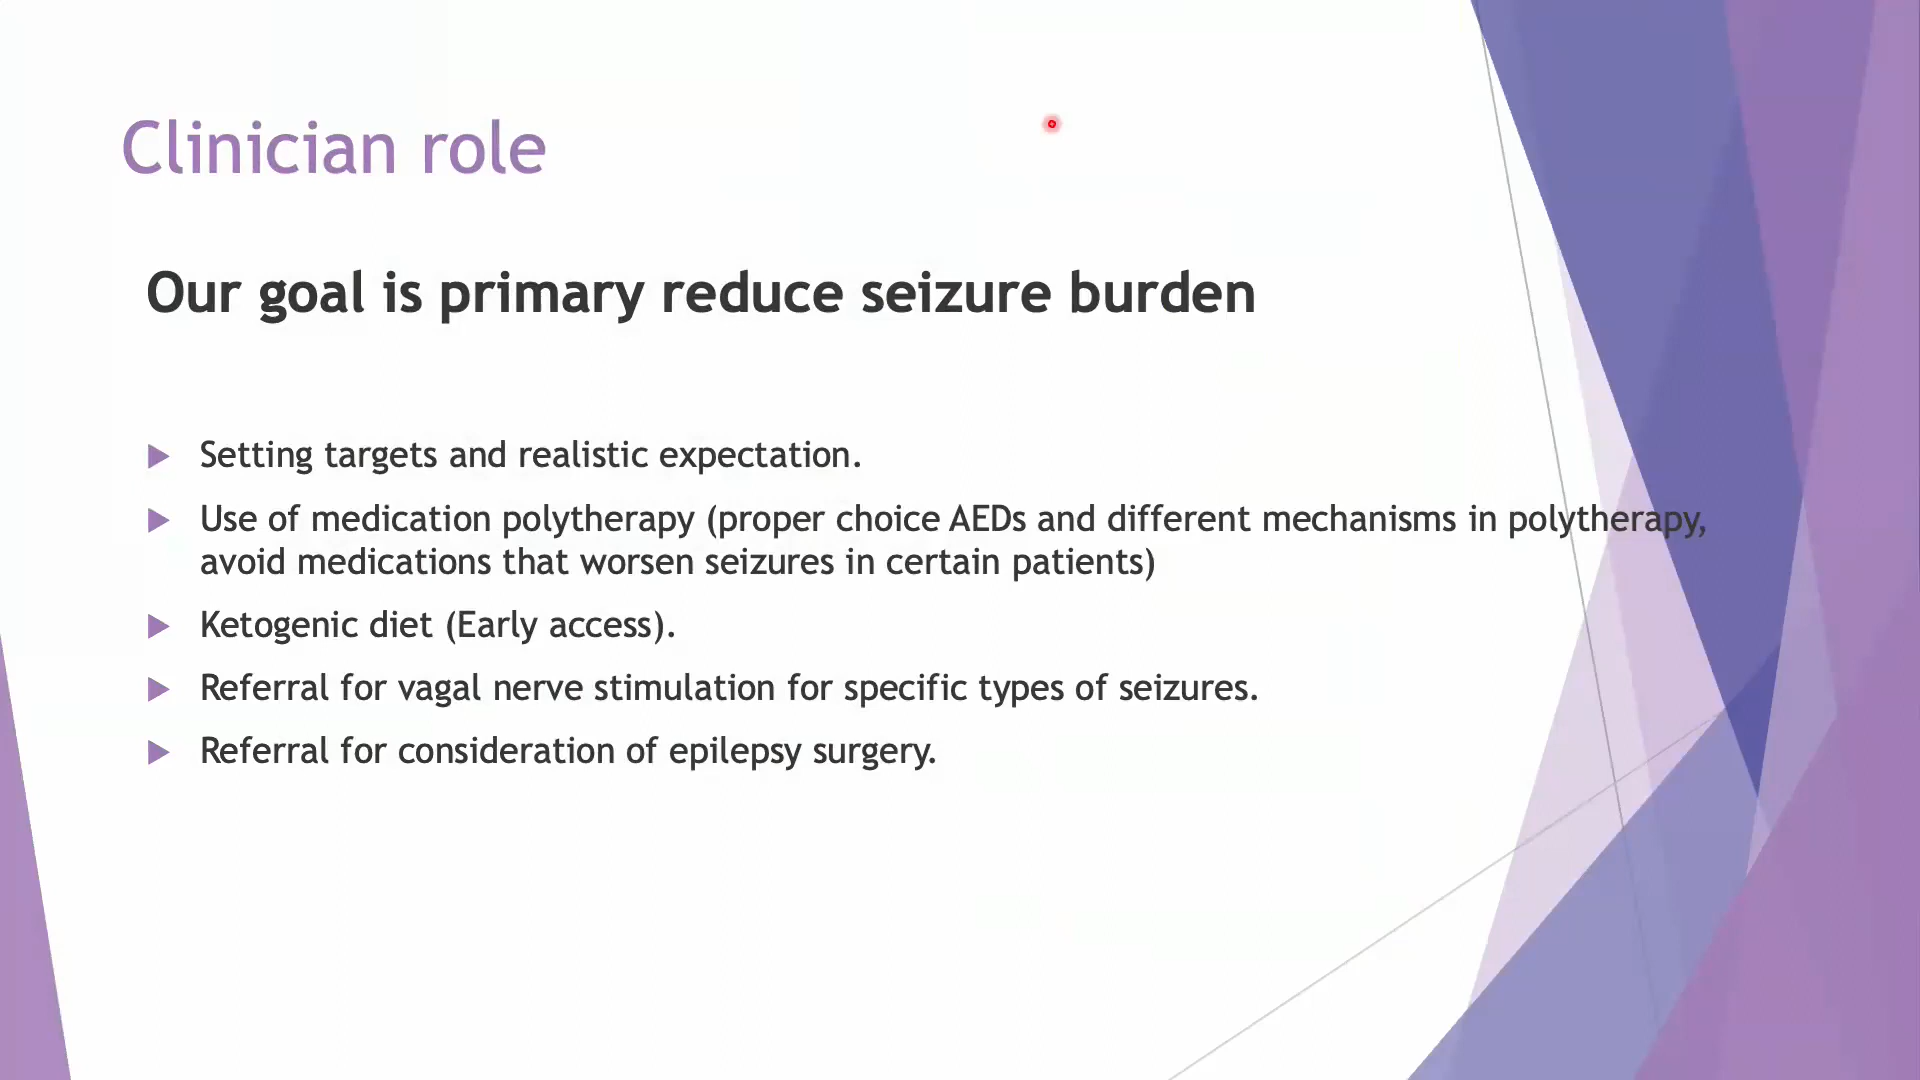 Clinician role
Our goal is primary reduce seizure burden
Setting targets and realistic expectation.
Use of medication polytherapy (proper choice AEDs and different mechanisms in polytherapy,
avoid medications that worsen seizures in certain patients)
Ketogenic diet (Early access).
Referral for vagal nerve stimulation for specific types of seizures.
Referral for consideration of epilepsy surgery.